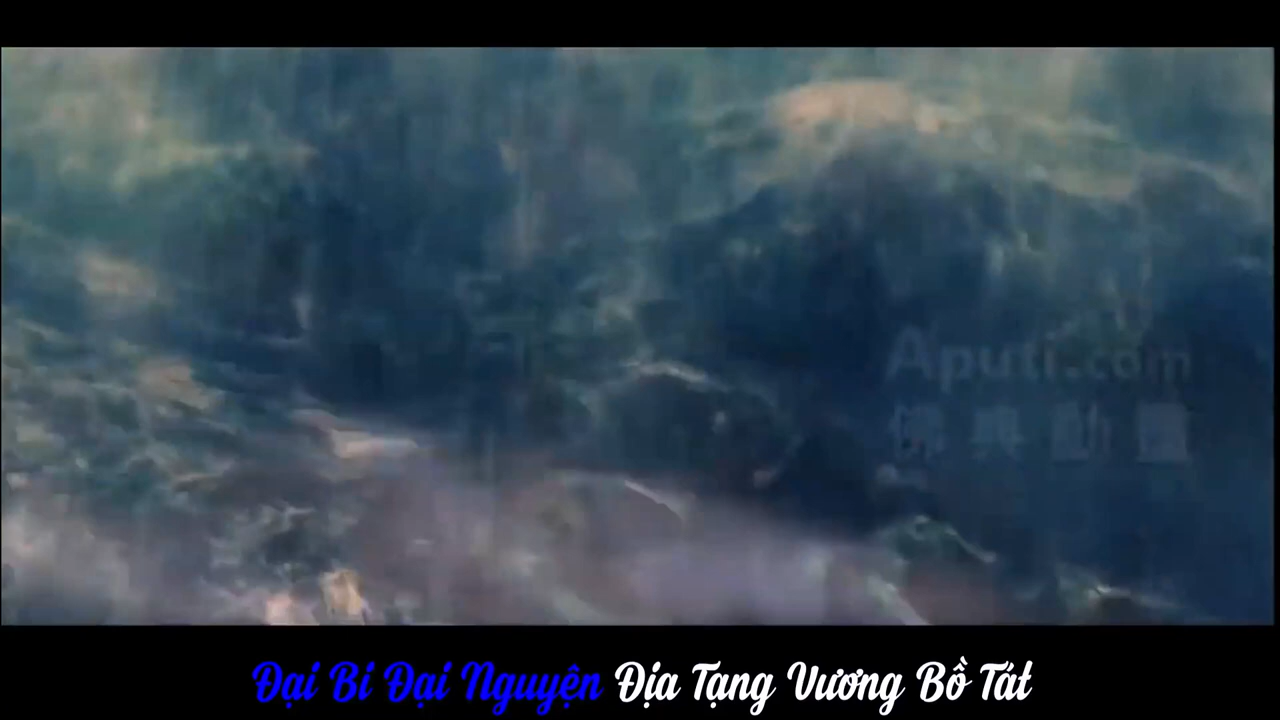 Aputi.com
佛典動畫
Đại Bi Đại Nguyện Địa Tạng Vương Bồ Tát